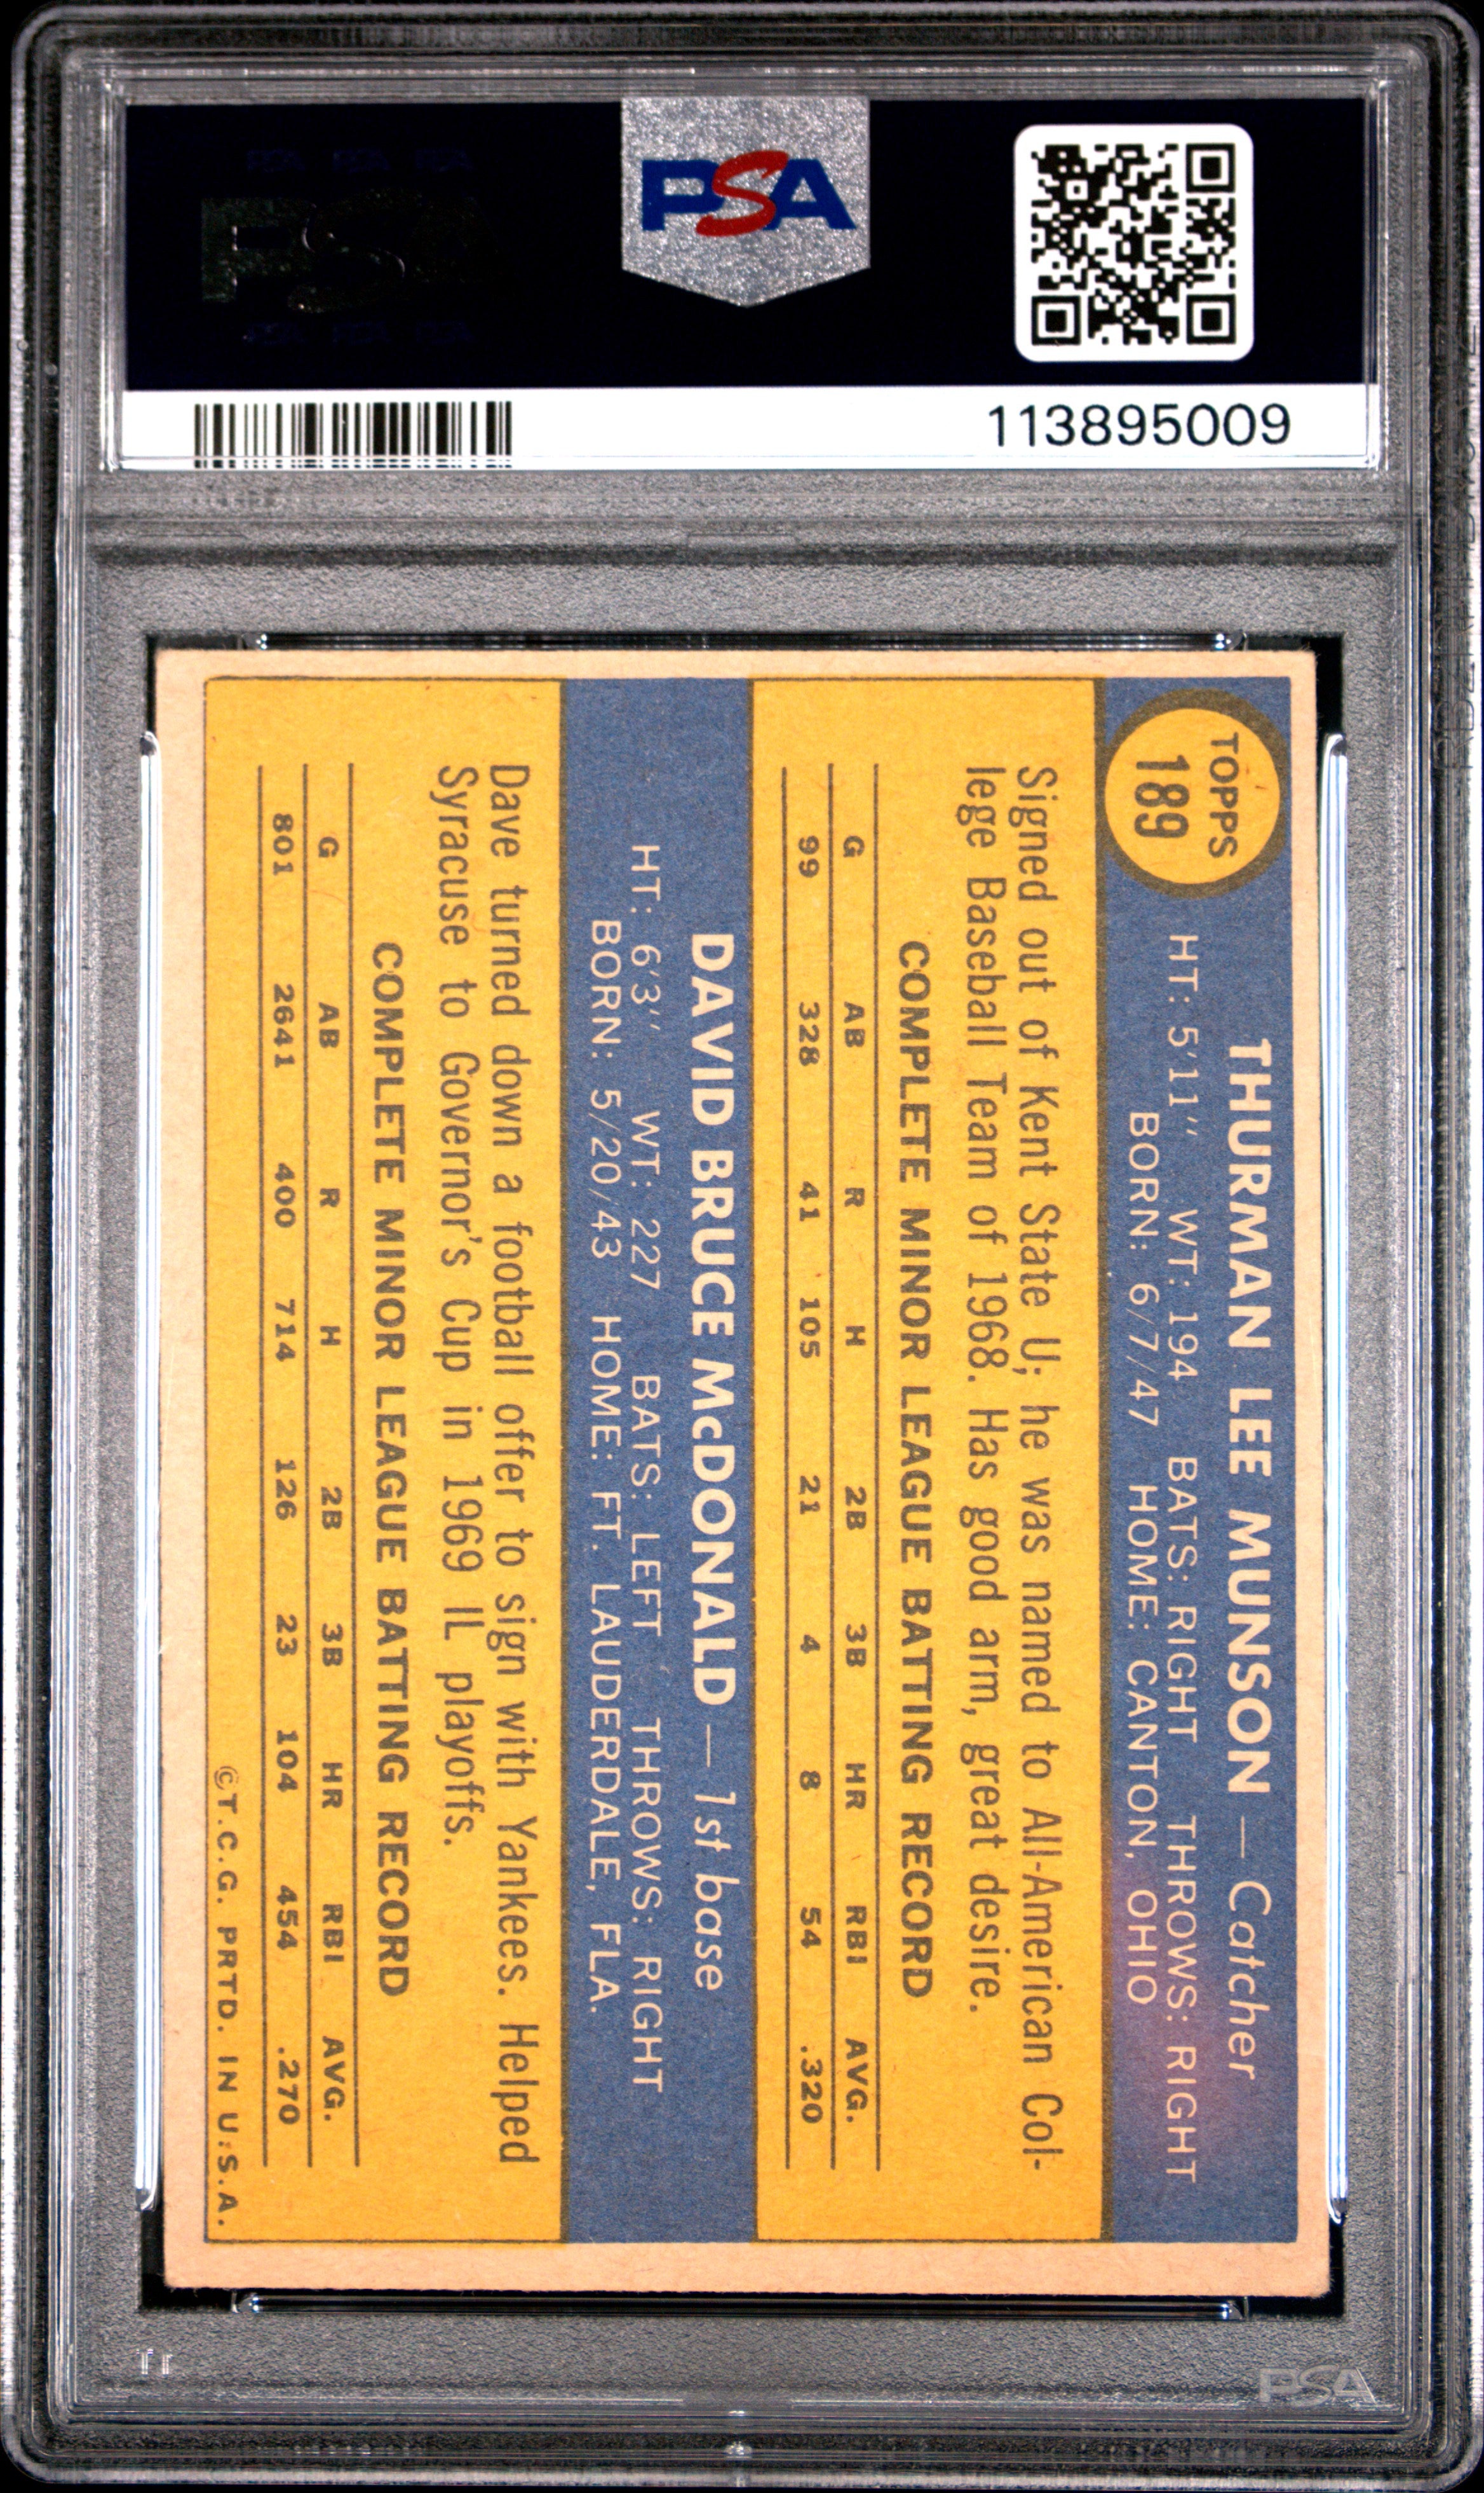 PSA
113895009
TOPPS
189
THURMAN LEE MUNSON — Catcher
HT: 5'11" WT: 194 BATS: RIGHT THROWS: RIGHT
BORN: 6/7/47 HOME: CANTON, OHIO
Signed out of Kent State U; he was named to All-American Col-
lege Baseball Team of 1968. Has good arm, great desire.
COMPLETE MINOR LEAGUE BATTING RECORD
G AB R H 2B 3B HR RBI AVG.
99 328 41 105 21 4 8 54 .320
DAVID BRUCE McDONALD — 1st base
HT: 6'3" WT: 227 BATS: LEFT THROWS: RIGHT
BORN: 5/20/43 HOME: FT. LAUDERDALE, FLA.
Dave turned down a football offer to sign with Yankees. Helped
Syracuse to Governor's Cup in 1969 IL playoffs.
COMPLETE MINOR LEAGUE BATTING RECORD
G AB R H 2B 3B HR RBI AVG.
801 2641 400 714 126 23 104 454 .270
©T.C.G. PRTD. IN U.S.A.
PSA